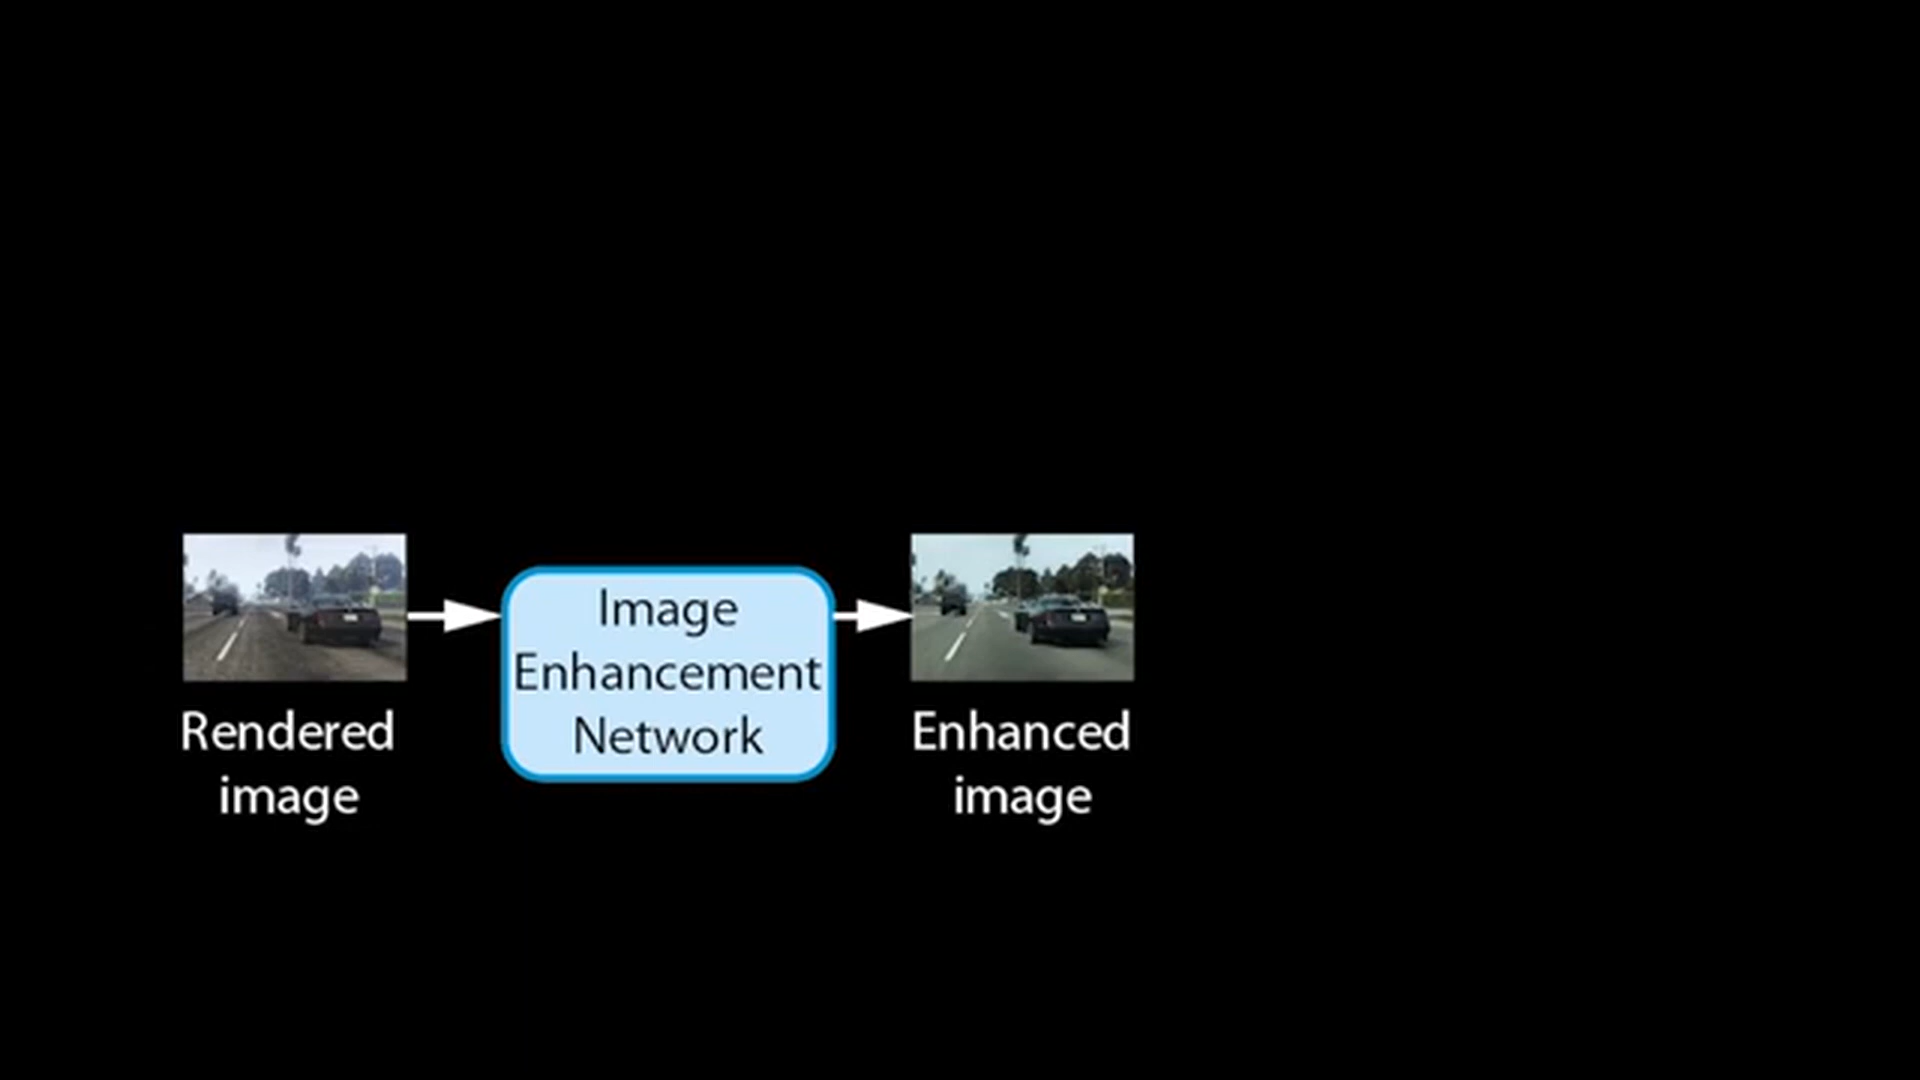 Rendered
image
Image
Enhancement
Network
Enhanced
image